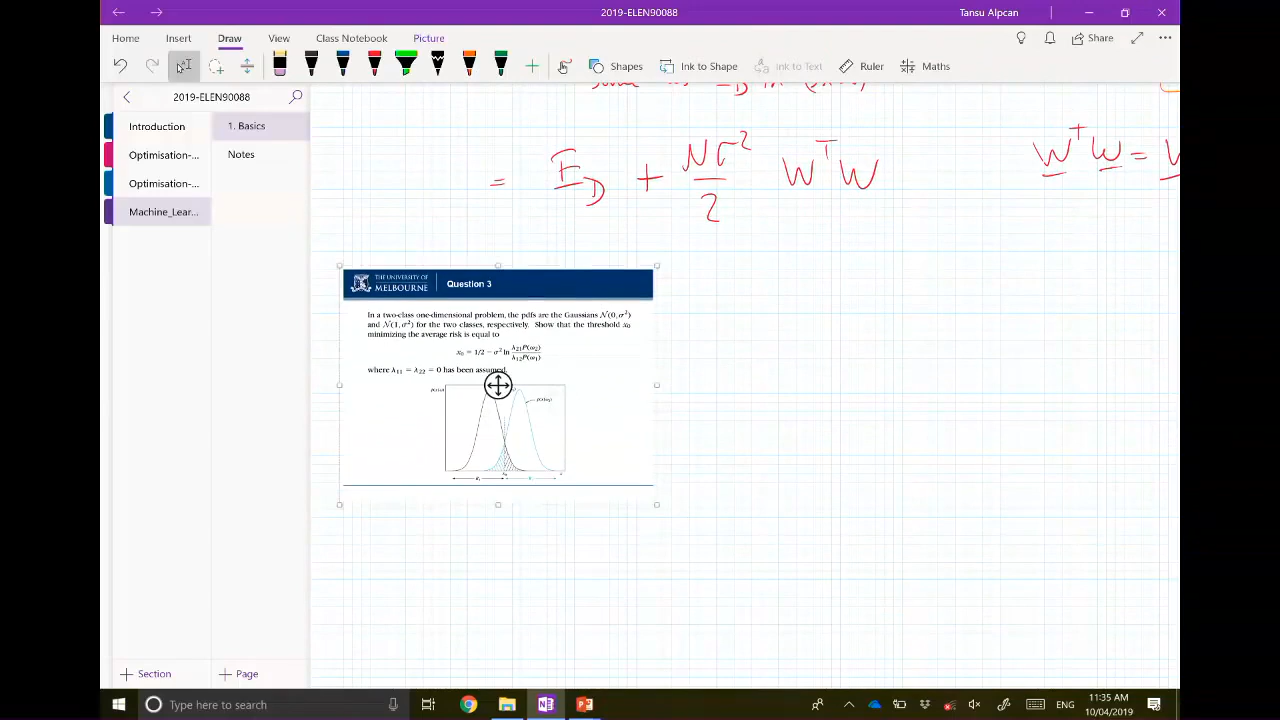 2019-ELEN90088
Tansu Alpcan
Home Insert Draw View Class Notebook Picture
Share
Shapes Ink to Shape Ink to Text Ruler Maths
2019-ELEN90088
Introduction
Optimisation-...
Optimisation-...
Machine_Lear...
1. Basics
Notes
= E_D + Nσ²/2 WᵀW
WᵀW =
THE UNIVERSITY OF
MELBOURNE
Question 3
In a two-class one-dimensional problem, the pdfs are the Gaussians N(0, σ²)
and N(1, σ²) for the two classes, respectively. Show that the threshold x₀
minimizing the average risk is equal to
x₀ = 1/2 − σ² ln λ₂₁P(ω₂)/λ₁₂P(ω₁)
where λ₁₁ = λ₂₂ = 0 has been assumed.
Section
Page
Type here to search
ENG
11:35 AM
10/04/2019